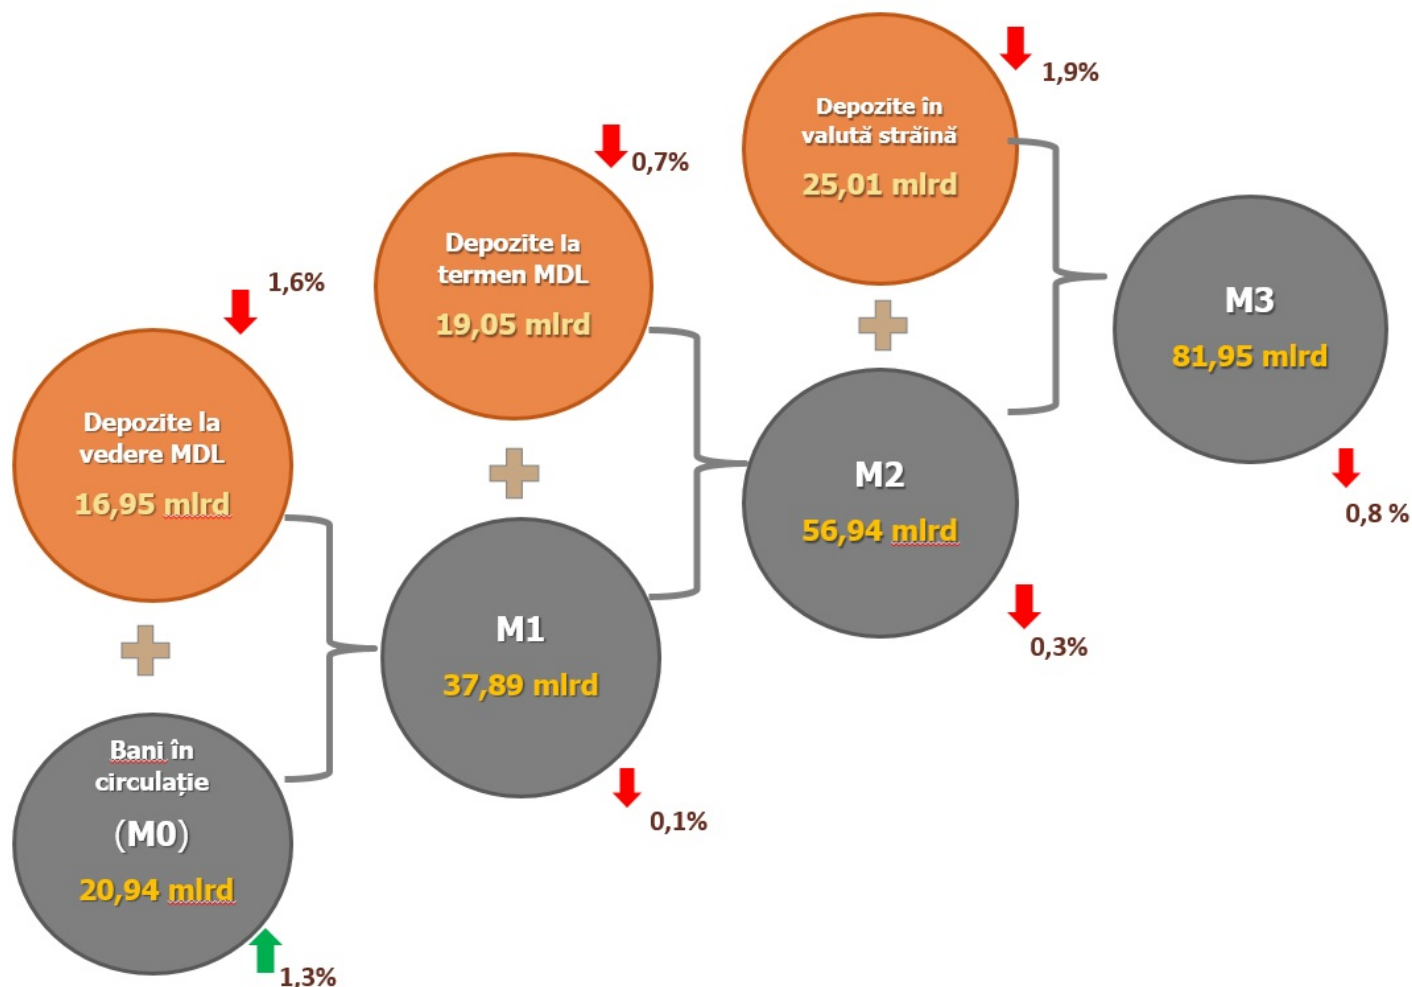 1,6%
Depozite la
vedere MDL
16,95 mlrd
Bani în
circulație
(M0)
20,94 mlrd
1,3%
0,7%
Depozite la
termen MDL
19,05 mlrd
M1
37,89 mlrd
0,1%
1,9%
Depozite în
valută străină
25,01 mlrd
M2
56,94 mlrd
0,3%
M3
81,95 mlrd
0,8 %